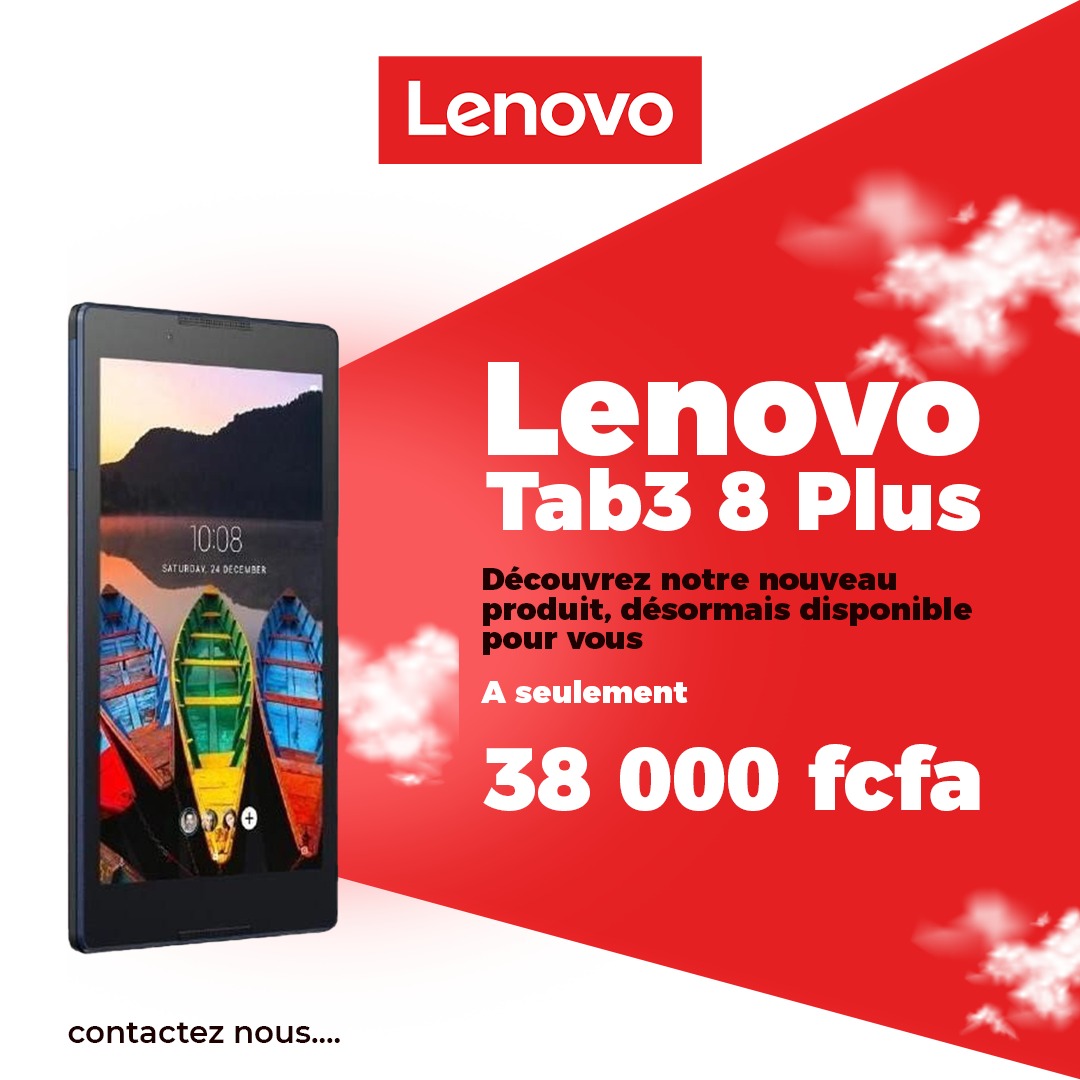 Lenovo
10:08
SATURDAY, 24 DECEMBER
Lenovo
Tab3 8 Plus
Découvrez notre nouveau
produit, désormais disponible
pour vous
A seulement
38 000 fcfa
contactez nous....